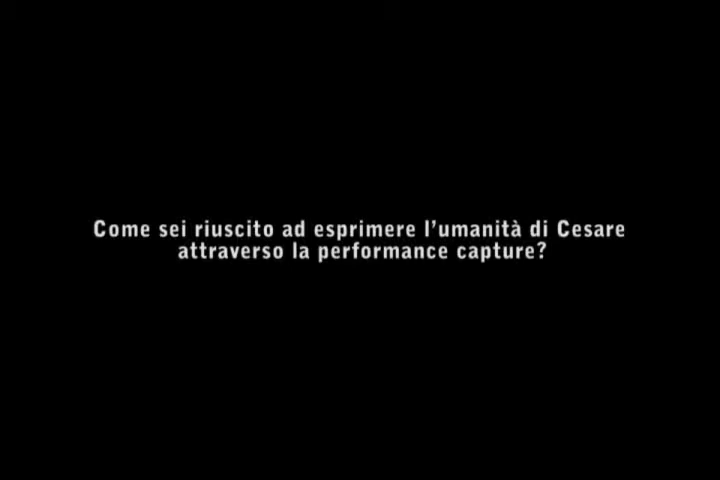 Come sei riuscito ad esprimere l'umanità di Cesare
attraverso la performance capture?